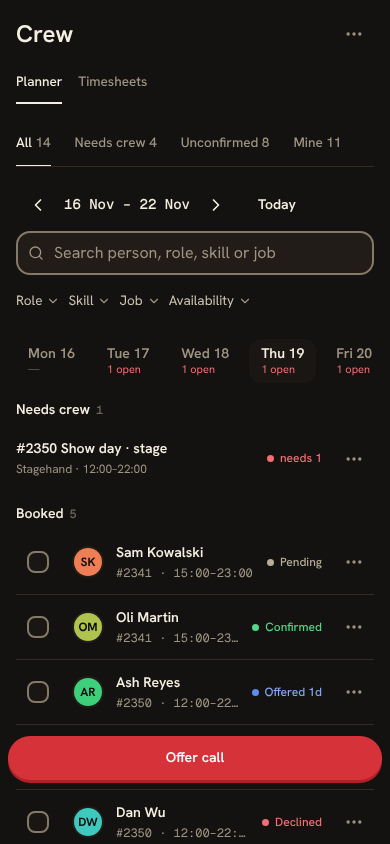 Crew
Planner Timesheets
All 14 Needs crew 4 Unconfirmed 8 Mine 11
16 Nov – 22 Nov Today
Search person, role, skill or job
Role Skill Job Availability
Mon 16 Tue 17 Wed 18 Thu 19 Fri 20
— 1 open 1 open 1 open 1 open
Needs crew 1
#2350 Show day · stage
Stagehand · 12:00–22:00
needs 1
Booked 5
SK Sam Kowalski
#2341 · 15:00–23:00
Pending
OM Oli Martin
#2341 · 15:00–23…
Confirmed
AR Ash Reyes
#2350 · 12:00–22…
Offered 1d
Offer call
DW Dan Wu
#2350 · 12:00–22:…
Declined